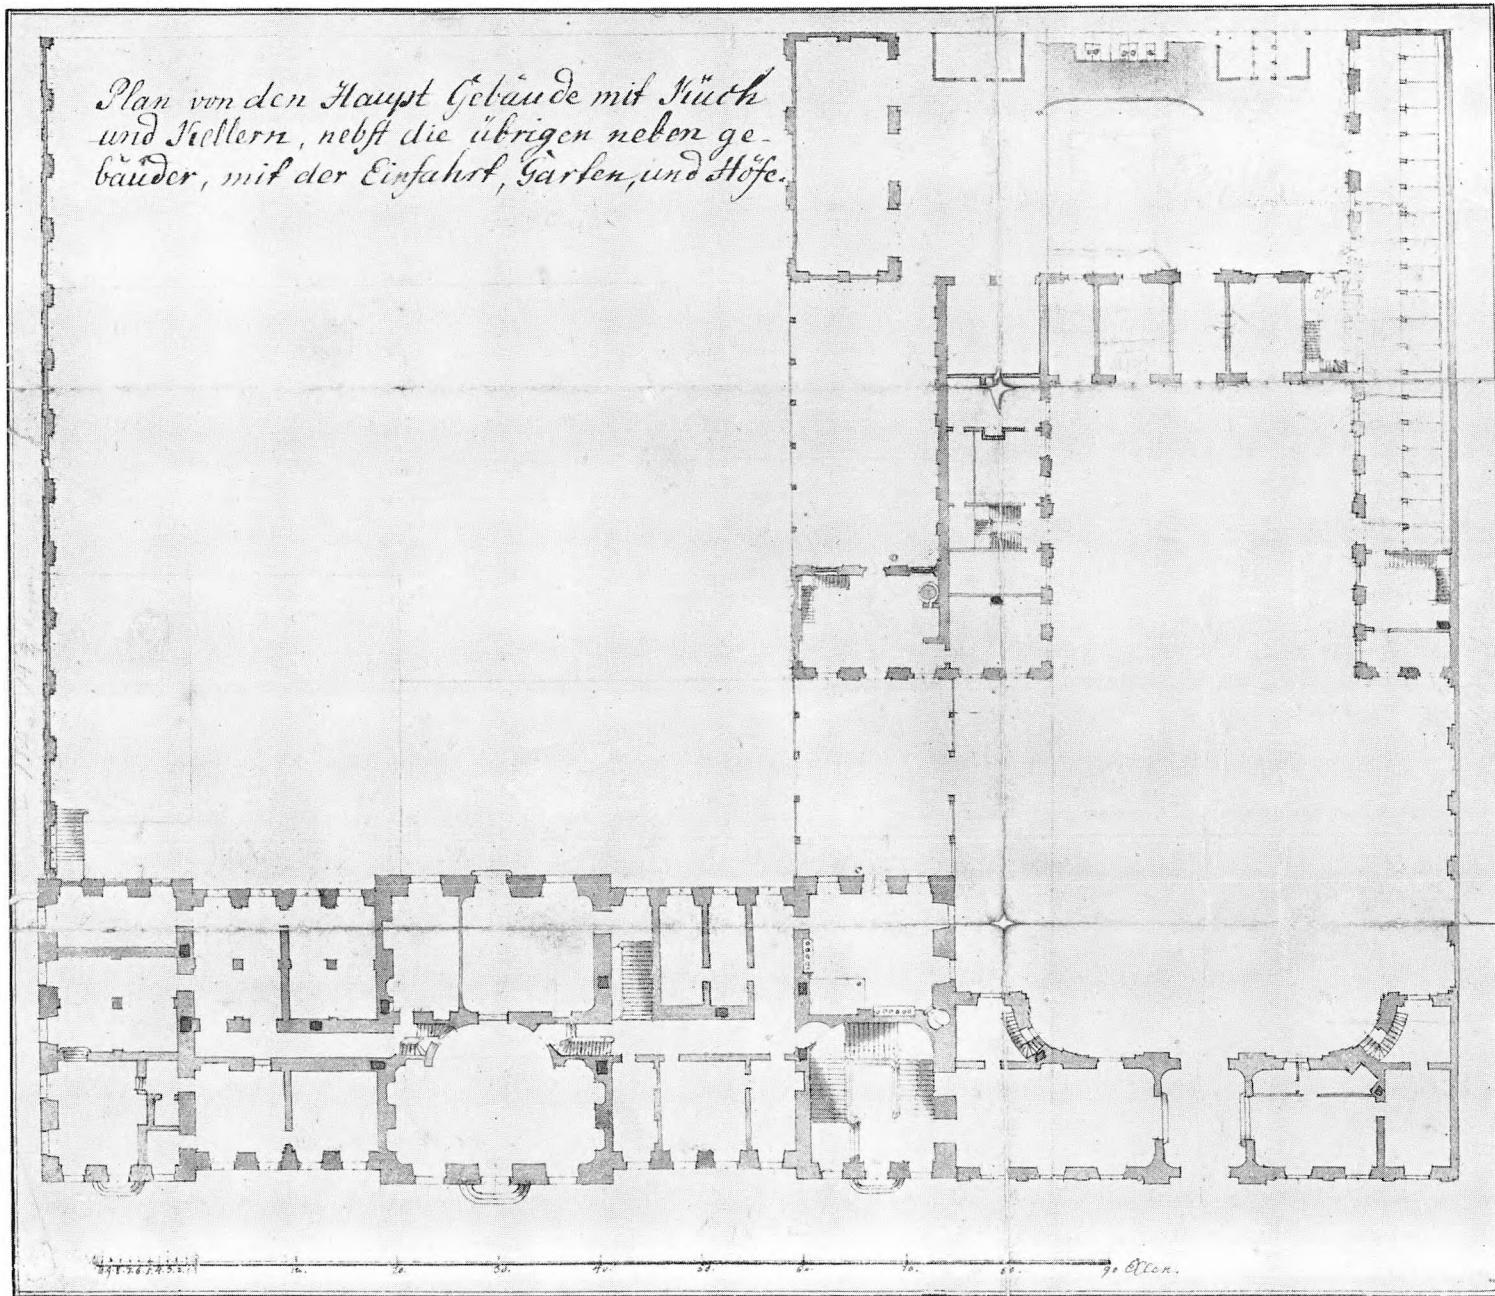 Plan von den Haupt Gebäude mit Küch
und Kellern, nebst die übrigen neben ge-
bäuder, mit der Einfahrt, Garten, und Höfe.
10. 20. 30. 40. 50. 60. 70. 80. 90 Ellen.